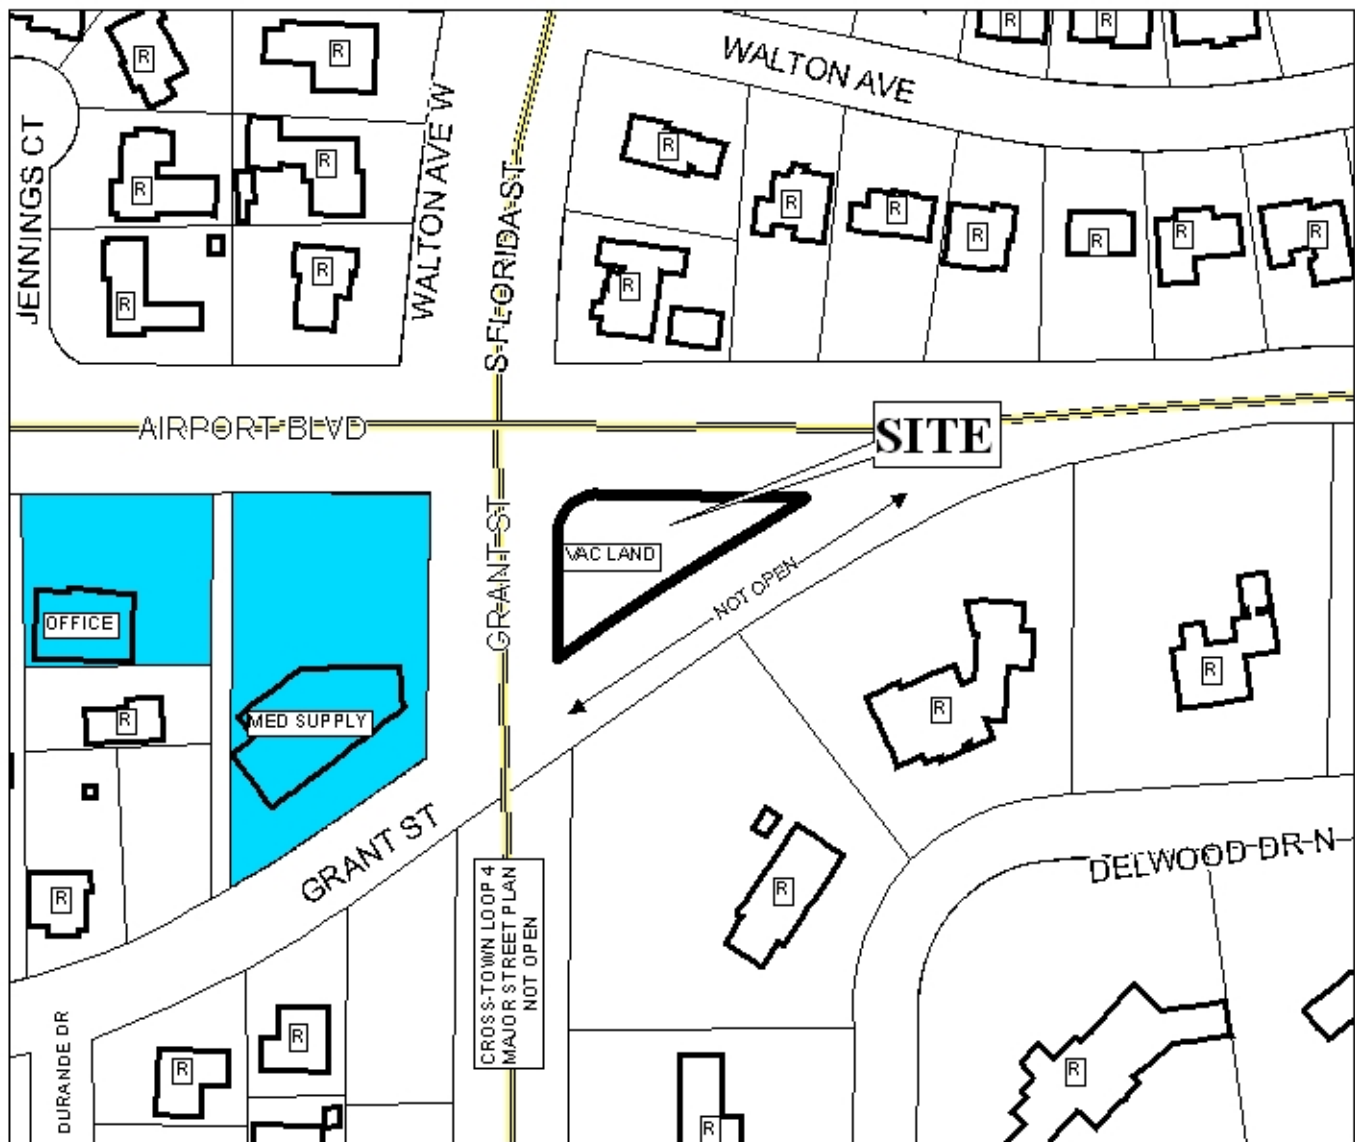 R
R
R
R
WALTON AVE
R
R
JENNINGS CT
R
R
WALTON AVE W
S FLORIDA ST
R
R
R
R
R
R
R
R
R
R
R
AIRPORT BLVD
SITE
GRANT ST
VAC LAND
NOT OPEN
OFFICE
R
MED SUPPLY
R
R
GRANT ST
R
R
DELWOOD DR N
CROSS-TOWN LOOP 4
MAJOR STREET PLAN
NOT OPEN
DURANDE DR
R
R
R
R